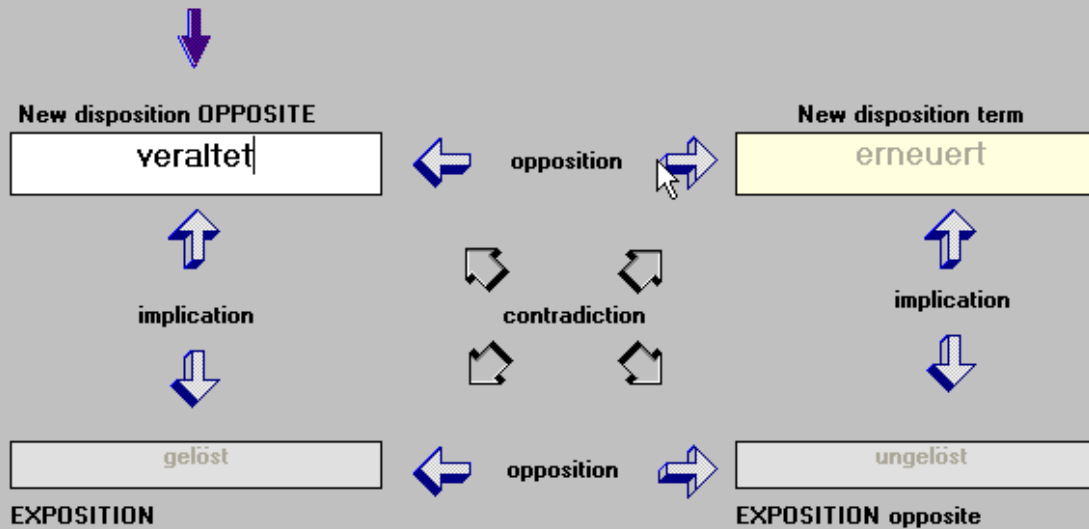 New disposition OPPOSITE
New disposition term
veraltet
opposition
erneuert
implication
contradiction
implication
gelöst
opposition
ungelöst
EXPOSITION
EXPOSITION opposite